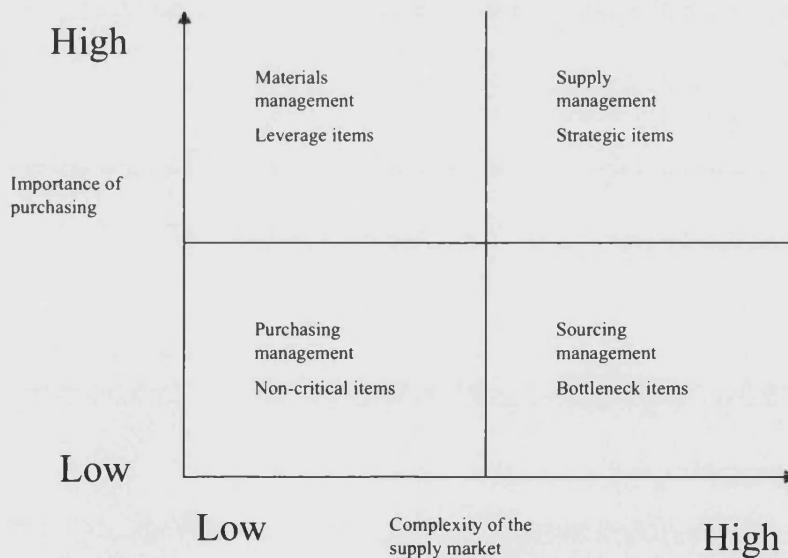 High
Materials
management
Leverage items
Supply
management
Strategic items
Importance of
purchasing
Purchasing
management
Non-critical items
Sourcing
management
Bottleneck items
Low
Low
Complexity of the
supply market
High